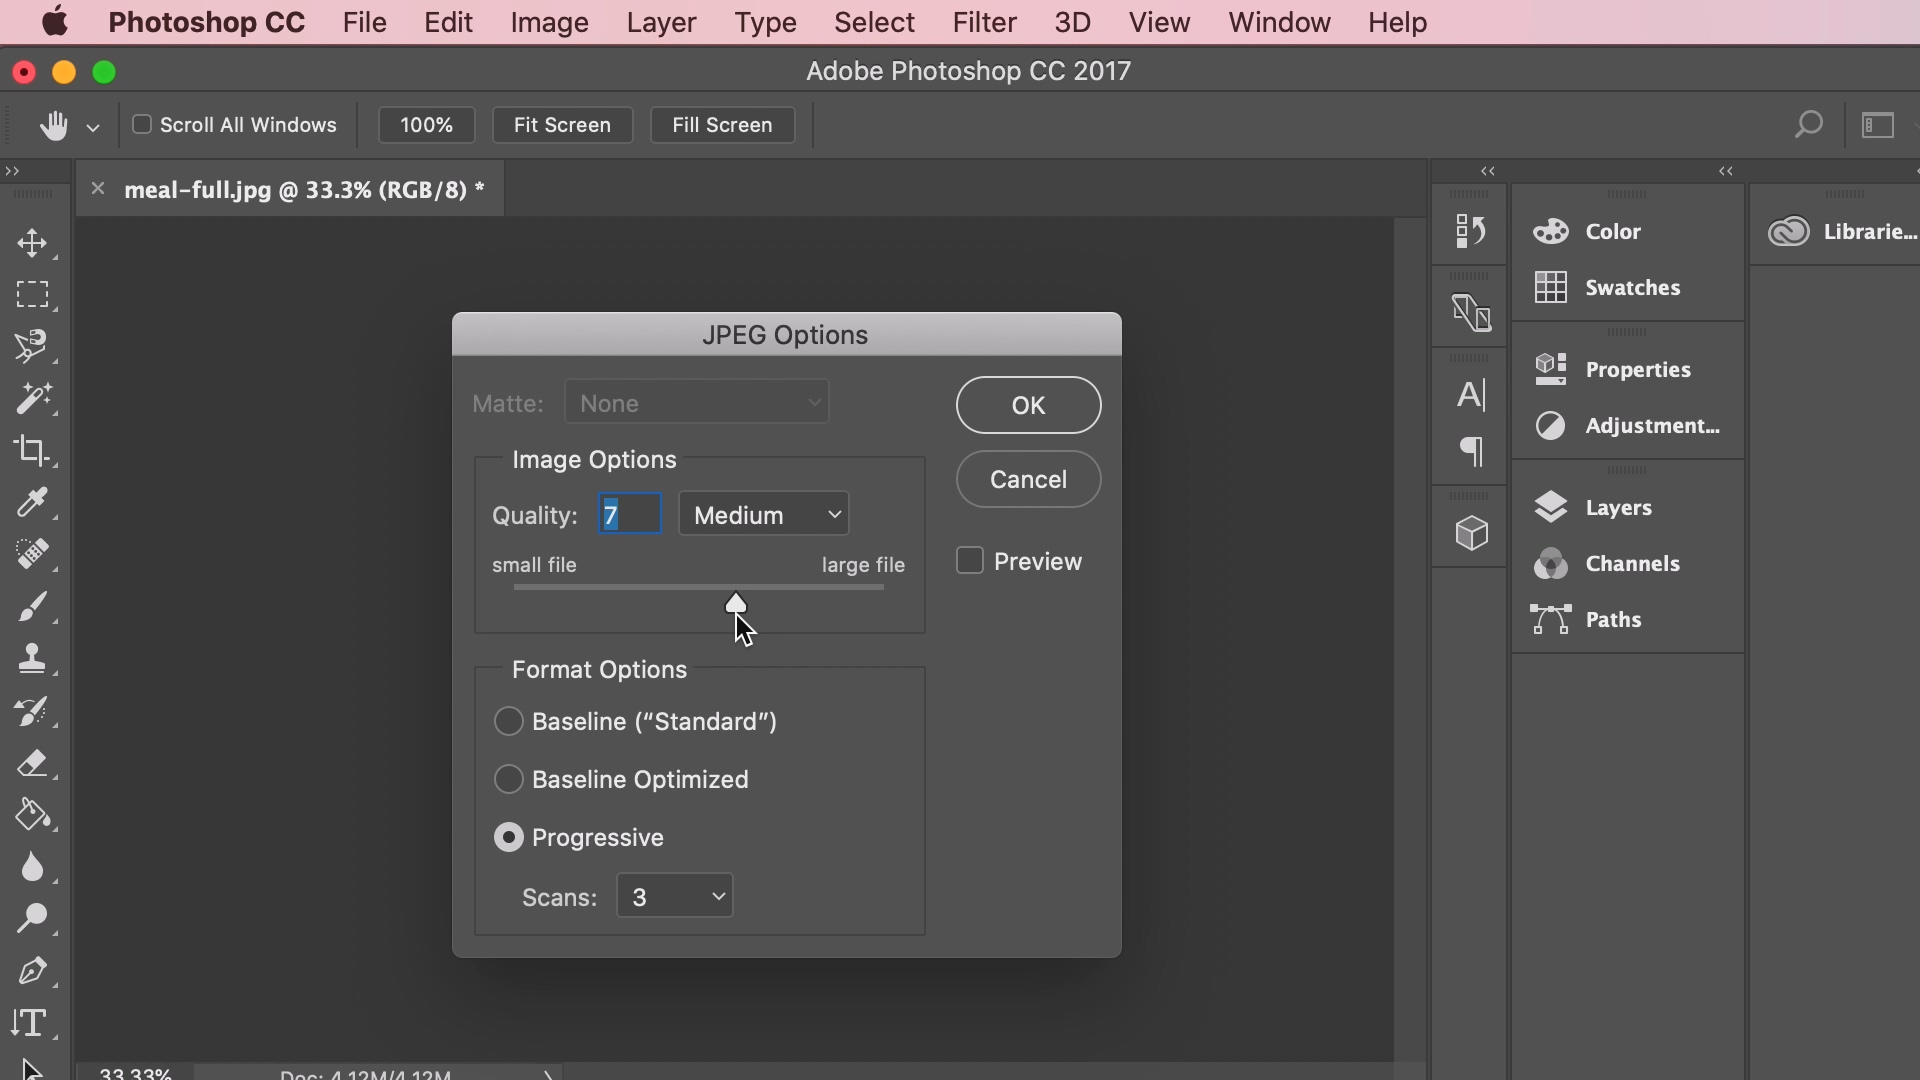 Photoshop CC File Edit Image Layer Type Select Filter 3D View Window Help
Adobe Photoshop CC 2017
Scroll All Windows 100% Fit Screen Fill Screen
meal-full.jpg @ 33.3% (RGB/8) *
Color
Librarie...
Swatches
Properties
Adjustment...
Layers
Channels
Paths
JPEG Options
Matte: None
OK
Image Options
Cancel
Quality: 7 Medium
small file large file
Preview
Format Options
Baseline (“Standard”)
Baseline Optimized
Progressive
Scans: 3
33.33% Doc: 4.12M/4.12M